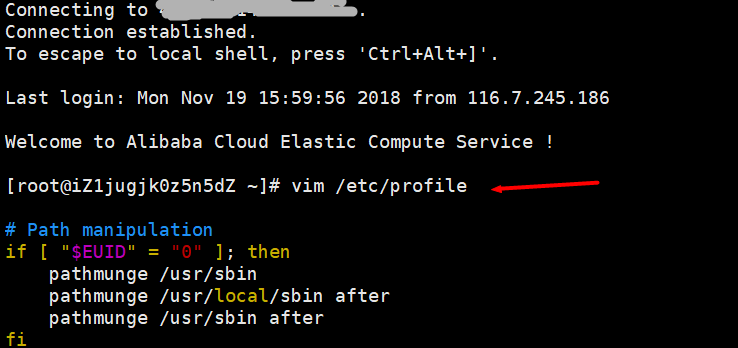 Connecting to
Connection established.
To escape to local shell, press 'Ctrl+Alt+]'.
Last login: Mon Nov 19 15:59:56 2018 from 116.7.245.186
Welcome to Alibaba Cloud Elastic Compute Service !
[root@iZ1jugjk0z5n5dZ ~]# vim /etc/profile
# Path manipulation
if [ "$EUID" = "0" ]; then
    pathmunge /usr/sbin
    pathmunge /usr/local/sbin after
    pathmunge /usr/sbin after
fi